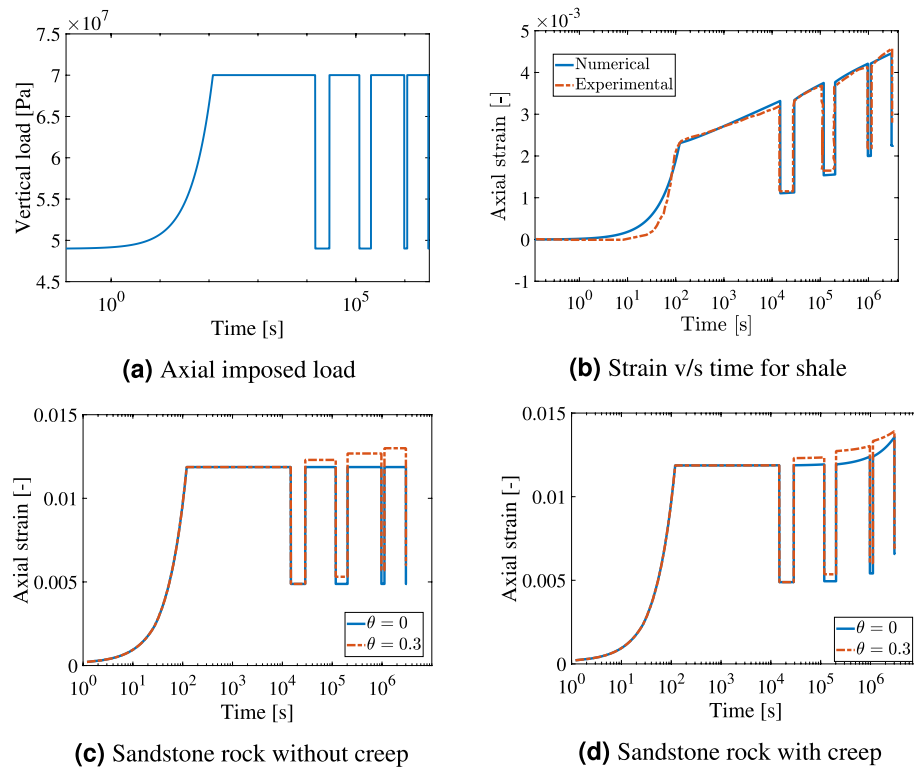 ×10⁷
7.5
7
6.5
6
5.5
5
4.5
Vertical load [Pa]
10⁰ 10⁵
Time [s]
(a) Axial imposed load
×10⁻³
5
4
3
2
1
0
-1
Axial strain [-]
Numerical
Experimental
10⁰ 10¹ 10² 10³ 10⁴ 10⁵ 10⁶
Time [s]
(b) Strain v/s time for shale
0.015
0.01
0.005
0
Axial strain [-]
θ = 0
θ = 0.3
10⁰ 10¹ 10² 10³ 10⁴ 10⁵ 10⁶
Time [s]
(c) Sandstone rock without creep
0.015
0.01
0.005
0
Axial strain [-]
θ = 0
θ = 0.3
10⁰ 10¹ 10² 10³ 10⁴ 10⁵ 10⁶
Time [s]
(d) Sandstone rock with creep